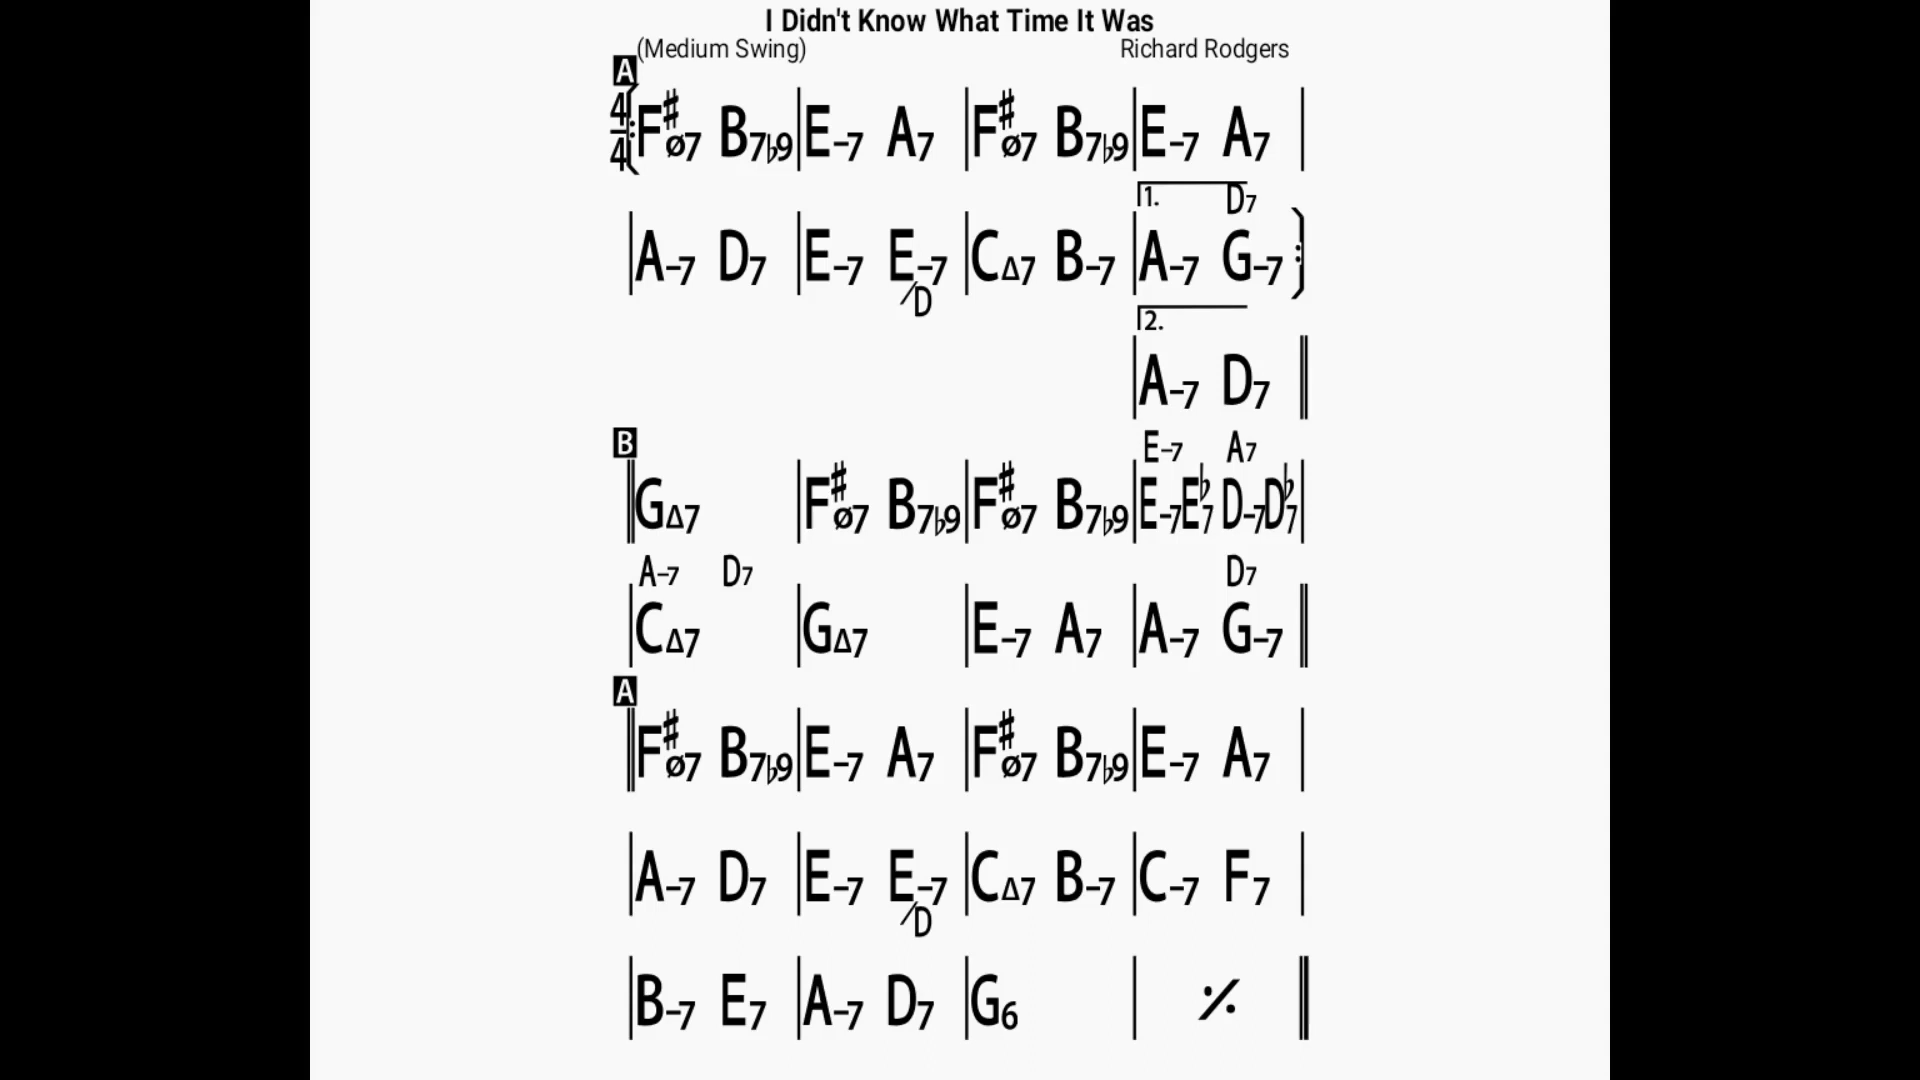 I Didn't Know What Time It Was
(Medium Swing) Richard Rodgers
A
4/4 F♯ø7 B7♭9 E-7 A7 F♯ø7 B7♭9 E-7 A7
1. D7
A-7 D7 E-7 E-7/D CΔ7 B-7 A-7 G-7
2.
A-7 D7
B E-7 A7
GΔ7 F♯ø7 B7♭9 F♯ø7 B7♭9 E-7 E♭7 D-7 D♭7
A-7 D7 D7
CΔ7 GΔ7 E-7 A7 A-7 G-7
A
F♯ø7 B7♭9 E-7 A7 F♯ø7 B7♭9 E-7 A7
A-7 D7 E-7 E-7/D CΔ7 B-7 C-7 F7
B-7 E7 A-7 D7 G6 𝄎